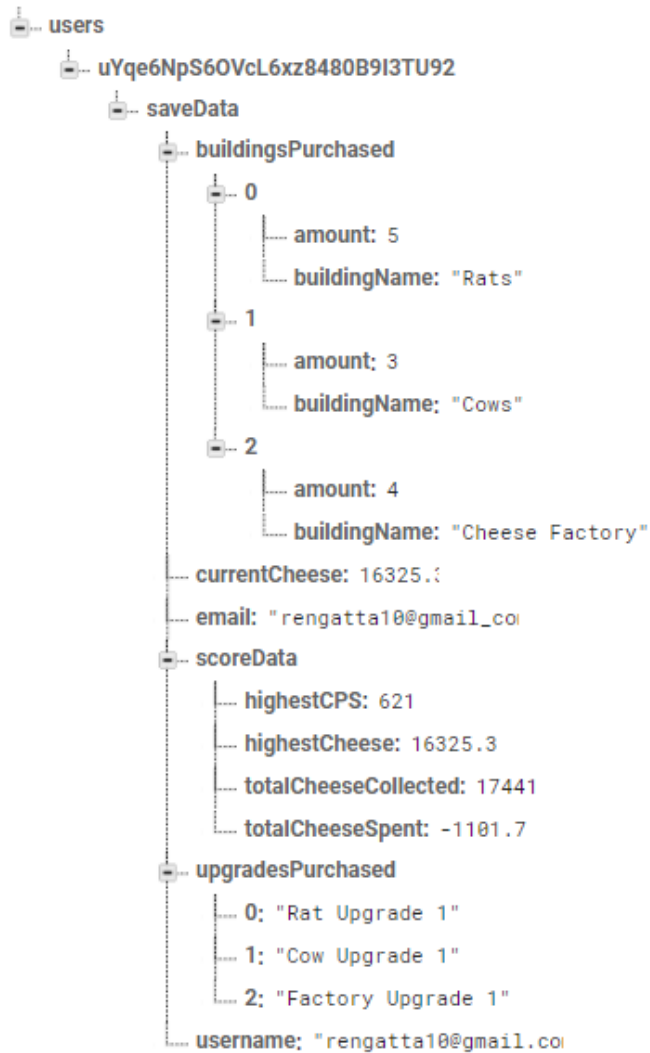 users
uYqe6NpS6OVcL6xz8480B9I3TU92
saveData
buildingsPurchased
0
amount: 5
buildingName: "Rats"
1
amount: 3
buildingName: "Cows"
2
amount: 4
buildingName: "Cheese Factory"
currentCheese: 16325.3
email: "rengatta10@gmail_co
scoreData
highestCPS: 621
highestCheese: 16325.3
totalCheeseCollected: 17441
totalCheeseSpent: -1101.7
upgradesPurchased
0: "Rat Upgrade 1"
1: "Cow Upgrade 1"
2: "Factory Upgrade 1"
username: "rengatta10@gmail.co